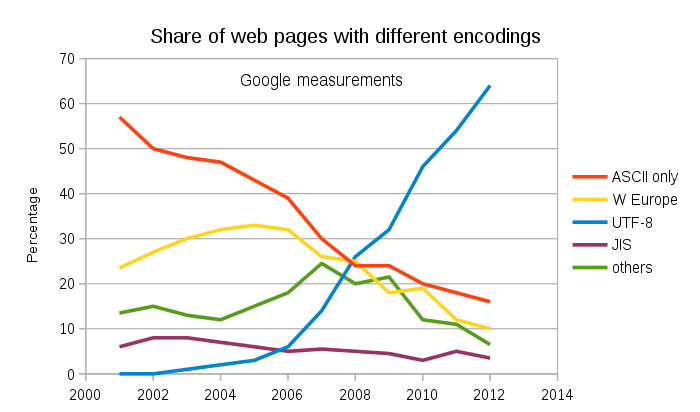 Share of web pages with different encodings
Google measurements
Percentage
70
60
50
40
30
20
10
0
2000 2002 2004 2006 2008 2010 2012 2014
ASCII only
W Europe
UTF-8
JIS
others